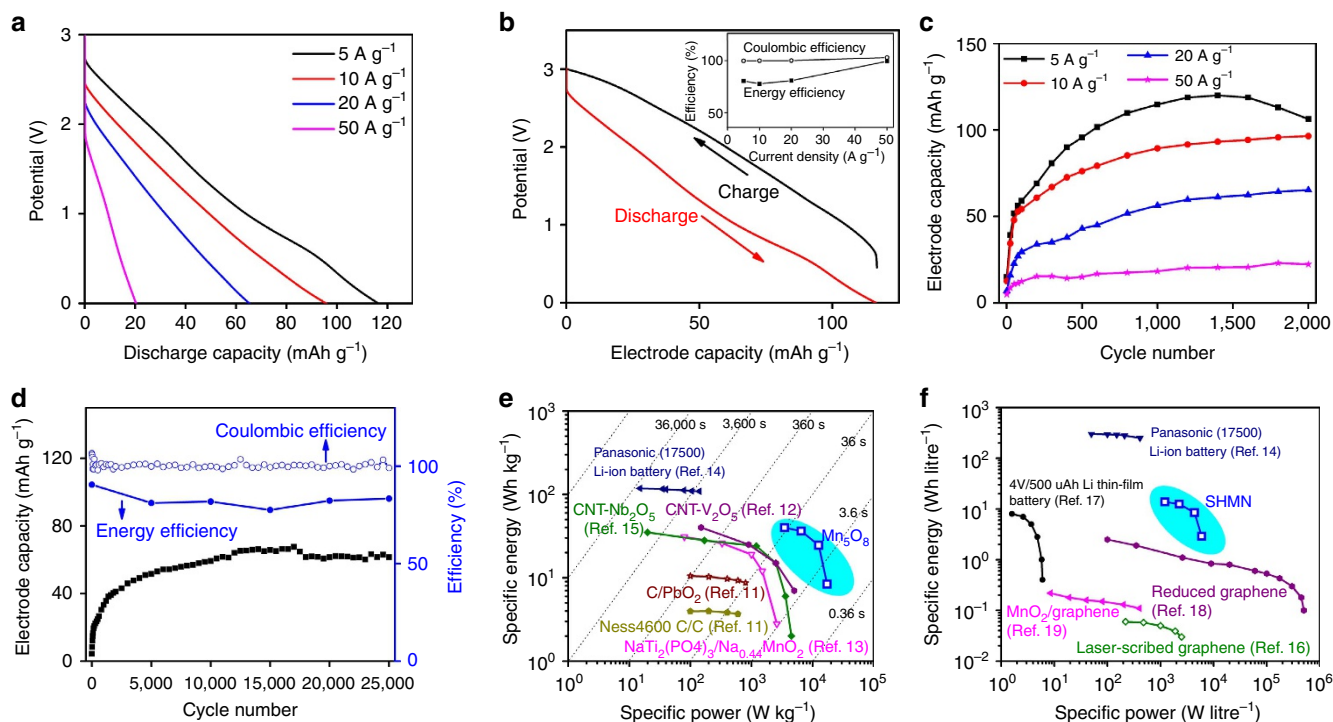 a
3
2
1
0
Potential (V)
0 20 40 60 80 100 120
Discharge capacity (mAh g⁻¹)
5 A g⁻¹
10 A g⁻¹
20 A g⁻¹
50 A g⁻¹
b
4
3
2
1
0
Potential (V)
0 50 100
Electrode capacity (mAh g⁻¹)
Charge
Discharge
Coulombic efficiency
Energy efficiency
Efficiency (%)
100
50
0 10 20 30 40 50
Current density (A g⁻¹)
c
150
100
50
0
Electrode capacity (mAh g⁻¹)
0 500 1,000 1,500 2,000
Cycle number
5 A g⁻¹
10 A g⁻¹
20 A g⁻¹
50 A g⁻¹
d
120
90
60
30
0
Electrode capacity (mAh g⁻¹)
Coulombic efficiency
Energy efficiency
100
50
0
Efficiency (%)
0 5,000 10,000 15,000 20,000 25,000
Cycle number
e
10³
10²
10¹
10⁰
Specific energy (Wh kg⁻¹)
36,000 s
3,600 s
360 s
36 s
3.6 s
0.36 s
Panasonic (17500)
Li-ion battery (Ref. 14)
CNT-Nb₂O₅
(Ref. 15)
CNT-V₂O₅ (Ref. 12)
Mn₅O₈
C/PbO₂ (Ref. 11)
Ness4600 C/C (Ref. 11)
NaTi₂(PO4)₃/Na₀.₄₄MnO₂ (Ref. 13)
10⁰ 10¹ 10² 10³ 10⁴ 10⁵
Specific power (W kg⁻¹)
f
10³
10²
10¹
10⁰
10⁻¹
10⁻²
Specific energy (Wh litre⁻¹)
Panasonic (17500)
Li-ion battery (Ref. 14)
4V/500 uAh Li thin-film
battery (Ref. 17)
SHMN
Reduced graphene
(Ref. 18)
MnO₂/graphene
(Ref. 19)
Laser-scribed graphene (Ref. 16)
10⁰ 10¹ 10² 10³ 10⁴ 10⁵ 10⁶
Specific power (W litre⁻¹)